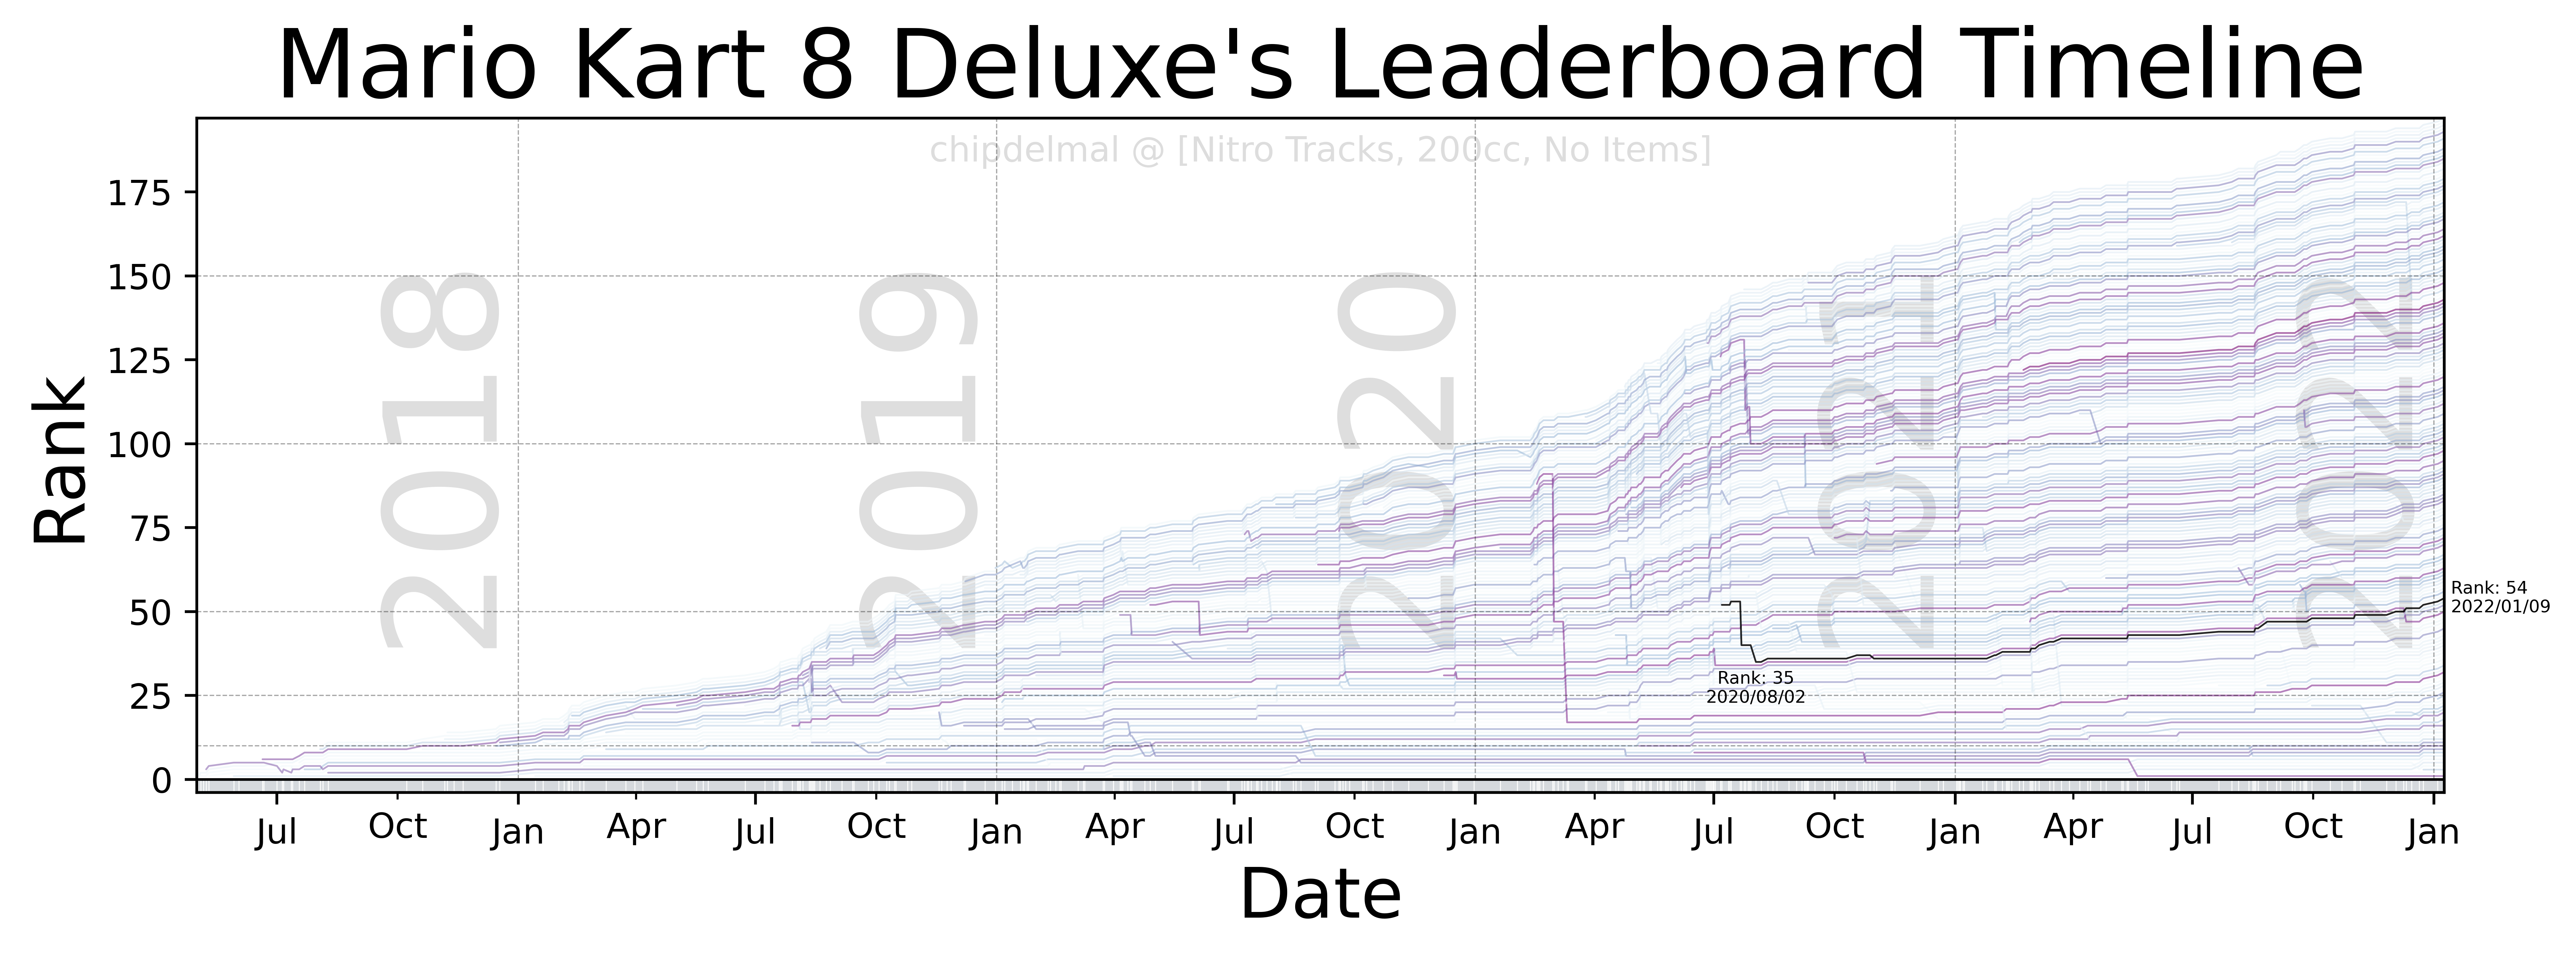 Mario Kart 8 Deluxe's Leaderboard Timeline
chipdelmal @ [Nitro Tracks, 200cc, No Items]
Rank
175
150
125
100
75
50
25
0
2018
2019
2020
2021
2022
Rank: 54
2022/01/09
Rank: 35
2020/08/02
Jul Oct Jan Apr Jul Oct Jan Apr Jul Oct Jan Apr Jul Oct Jan Apr Jul Oct Jan
Date